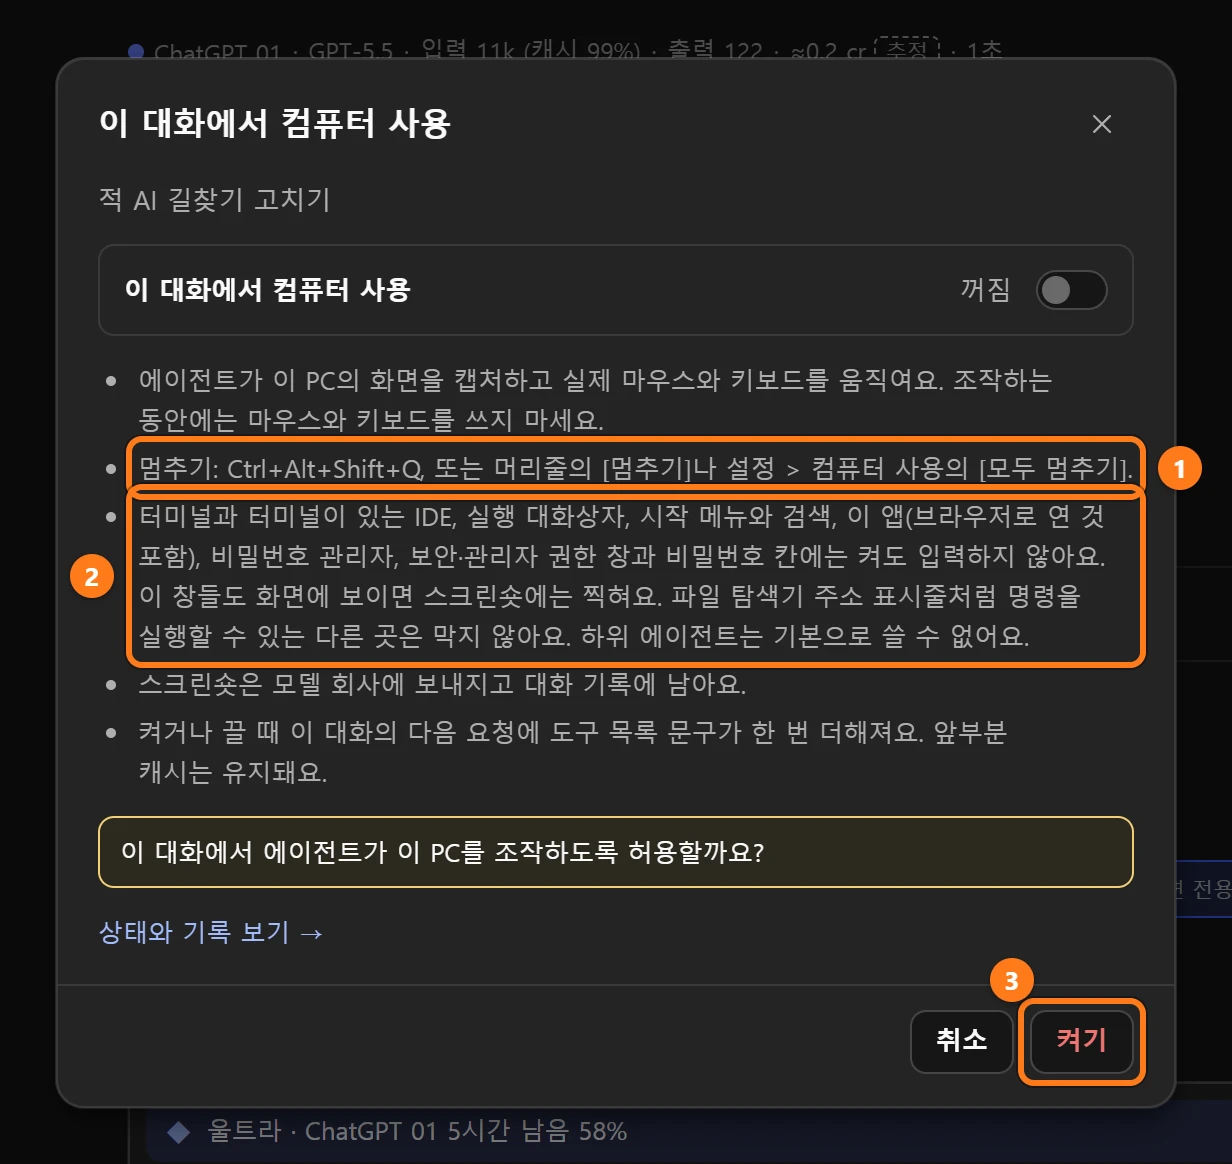 ChatGPT 01 · GPT-5.5 · 입력 11k (캐시 99%) · 출력 122 · ≈0.2 cr 추정 · 1초
이 대화에서 컴퓨터 사용
적 AI 길찾기 고치기
이 대화에서 컴퓨터 사용
꺼짐
에이전트가 이 PC의 화면을 캡처하고 실제 마우스와 키보드를 움직여요. 조작하는
동안에는 마우스와 키보드를 쓰지 마세요.
멈추기: Ctrl+Alt+Shift+Q, 또는 머리줄의 [멈추기]나 설정 > 컴퓨터 사용의 [모두 멈추기].
1
터미널과 터미널이 있는 IDE, 실행 대화상자, 시작 메뉴와 검색, 이 앱(브라우저로 연 것
포함), 비밀번호 관리자, 보안·관리자 권한 창과 비밀번호 칸에는 켜도 입력하지 않아요.
2
이 창들도 화면에 보이면 스크린숏에는 찍혀요. 파일 탐색기 주소 표시줄처럼 명령을
실행할 수 있는 다른 곳은 막지 않아요. 하위 에이전트는 기본으로 쓸 수 없어요.
스크린숏은 모델 회사에 보내지고 대화 기록에 남아요.
켜거나 끌 때 이 대화의 다음 요청에 도구 목록 문구가 한 번 더해져요. 앞부분
캐시는 유지돼요.
이 대화에서 에이전트가 이 PC를 조작하도록 허용할까요?
전용
상태와 기록 보기 →
3
취소
켜기
울트라 · ChatGPT 01 5시간 남음 58%